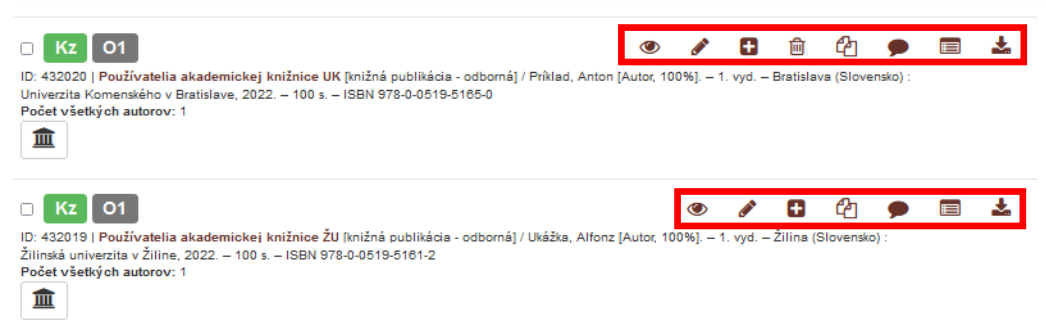 Kz O1
ID: 432020 | Používatelia akademickej knižnice UK [knižná publikácia - odborná] / Príklad, Anton [Autor, 100%]. – 1. vyd. – Bratislava (Slovensko) :
Univerzita Komenského v Bratislave, 2022. – 100 s. – ISBN 978-0-0519-5165-0
Počet všetkých autorov: 1
Kz O1
ID: 432019 | Používatelia akademickej knižnice ŽU [knižná publikácia - odborná] / Ukážka, Alfonz [Autor, 100%]. – 1. vyd. – Žilina (Slovensko) :
Žilinská univerzita v Žiline, 2022. – 100 s. – ISBN 978-0-0519-5161-2
Počet všetkých autorov: 1